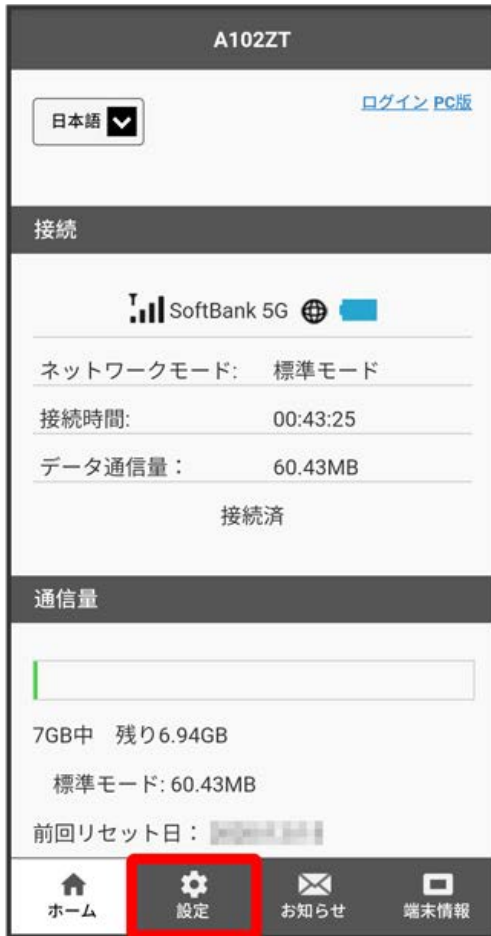 A102ZT
日本語
ログイン PC版
接続
SoftBank 5G
ネットワークモード: 標準モード
接続時間: 00:43:25
データ通信量： 60.43MB
接続済
通信量
7GB中 残り6.94GB
標準モード: 60.43MB
前回リセット日：
ホーム 設定 お知らせ 端末情報